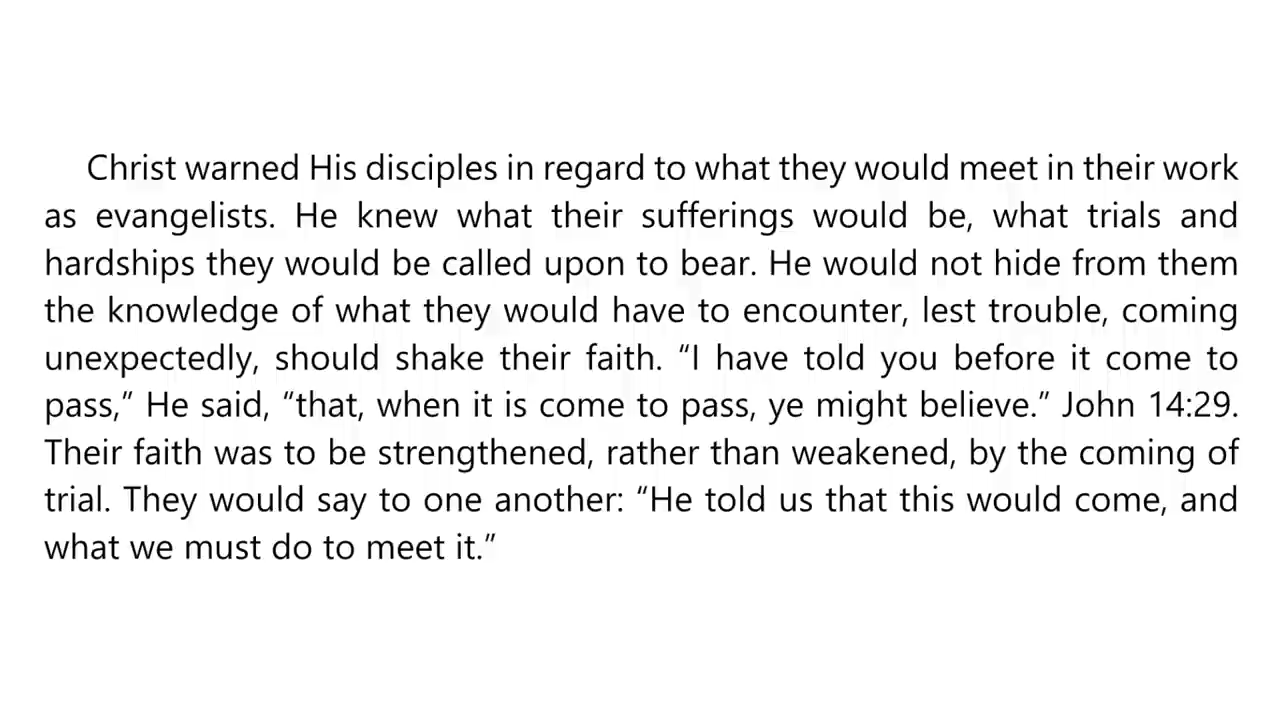 Christ warned His disciples in regard to what they would meet in their work
as evangelists. He knew what their sufferings would be, what trials and
hardships they would be called upon to bear. He would not hide from them
the knowledge of what they would have to encounter, lest trouble, coming
unexpectedly, should shake their faith. “I have told you before it come to
pass,” He said, “that, when it is come to pass, ye might believe.” John 14:29.
Their faith was to be strengthened, rather than weakened, by the coming of
trial. They would say to one another: “He told us that this would come, and
what we must do to meet it.”